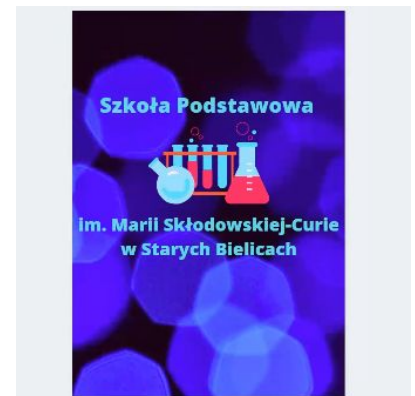 Szkoła Podstawowa
im. Marii Skłodowskiej-Curie
w Starych Bielicach